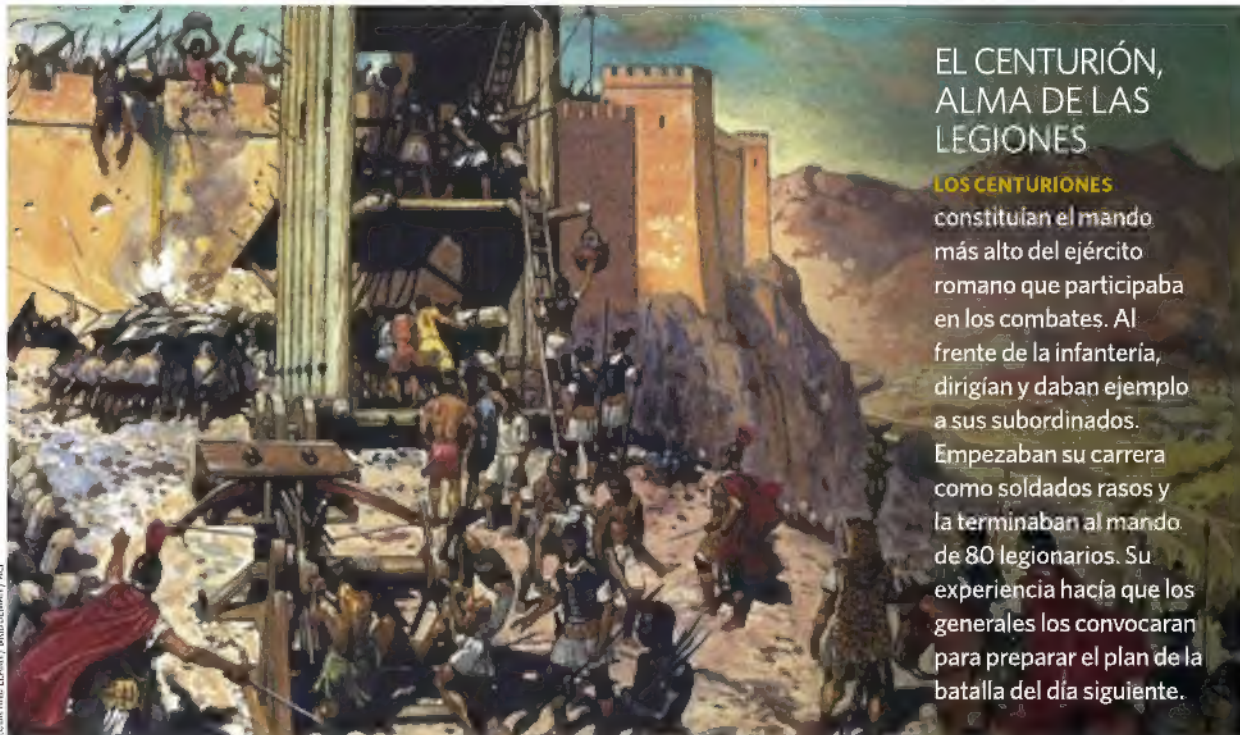 EL CENTURIÓN,
ALMA DE LAS
LEGIONES
LOS CENTURIONES
constituían el mando
más alto del ejército
romano que participaba
en los combates. Al
frente de la infantería,
dirigían y daban ejemplo
a sus subordinados.
Empezaban su carrera
como soldados rasos y
la terminaban al mando
de 80 legionarios. Su
experiencia hacía que los
generales los convocaran
para preparar el plan de la
batalla del día siguiente.